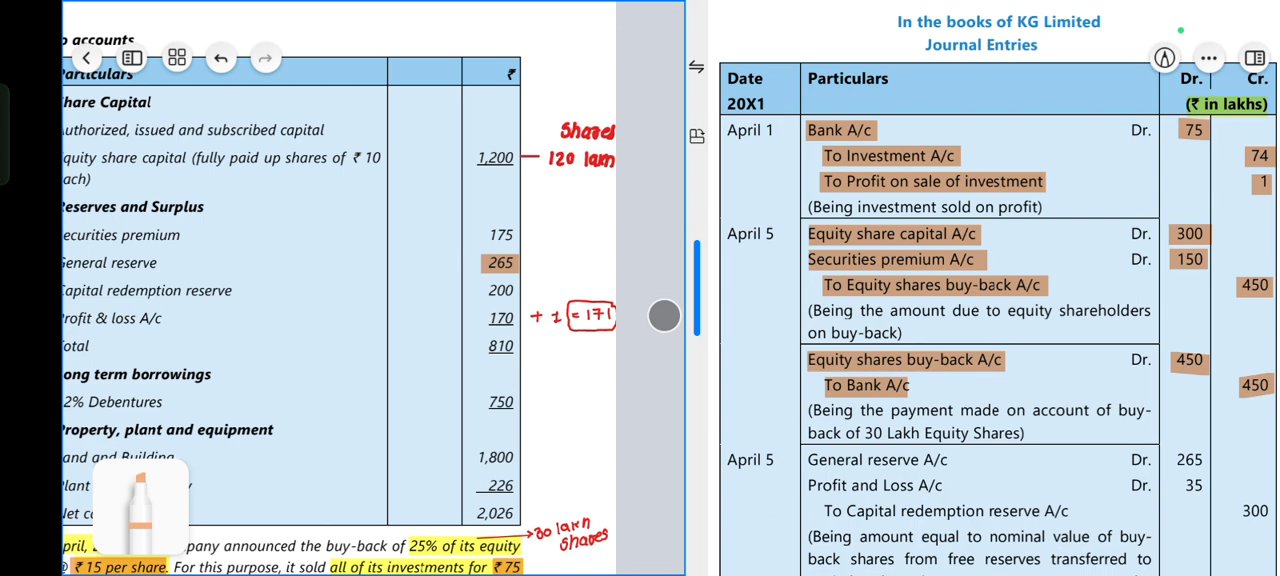 o accounts
Particulars
₹
Share Capital
Authorized, issued and subscribed capital
Equity share capital (fully paid up shares of ₹ 10
each)
1,200
Shares
120 lakh
Reserves and Surplus
Securities premium
175
General reserve
265
Capital redemption reserve
200
Profit & loss A/c
170
+ 1 = 171
Total
810
Long term borrowings
12% Debentures
750
Property, plant and equipment
Land and Building
1,800
Plant
y
226
Net c
2,026
30 lakh
shares
April,
pany announced the buy-back of 25% of its equity
@ ₹ 15 per share. For this purpose, it sold all of its investments for ₹ 75
In the books of KG Limited
Journal Entries
Date Particulars Dr. Cr.
20X1 (₹ in lakhs)
April 1 Bank A/c Dr. 75
To Investment A/c 74
To Profit on sale of investment 1
(Being investment sold on profit)
April 5 Equity share capital A/c Dr. 300
Securities premium A/c Dr. 150
To Equity shares buy-back A/c 450
(Being the amount due to equity shareholders
on buy-back)
Equity shares buy-back A/c Dr. 450
To Bank A/c 450
(Being the payment made on account of buy-
back of 30 Lakh Equity Shares)
April 5 General reserve A/c Dr. 265
Profit and Loss A/c Dr. 35
To Capital redemption reserve A/c 300
(Being amount equal to nominal value of buy-
back shares from free reserves transferred to